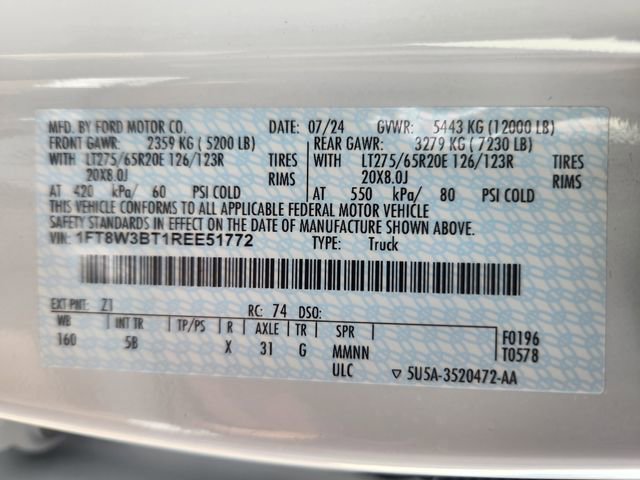 MFD. BY FORD MOTOR CO. DATE: 07/24 GVWR: 5443 KG (12000 LB)
FRONT GAWR: 2359 KG (5200 LB) REAR GAWR: 3279 KG (7230 LB)
WITH LT275/65R20E 126/123R TIRES WITH LT275/65R20E 126/123R TIRES
20X8.0J RIMS 20X8.0J RIMS
AT 420 kPa/ 60 PSI COLD AT 550 kPa/ 80 PSI COLD
THIS VEHICLE CONFORMS TO ALL APPLICABLE FEDERAL MOTOR VEHICLE
SAFETY STANDARDS IN EFFECT ON THE DATE OF MANUFACTURE SHOWN ABOVE.
VIN: 1FT8W3BT1REE51772 TYPE: Truck
EXT PNT: Z1 RC: 74 DSO:
WB INT TR TP/PS R AXLE TR SPR F0196
160 5B X 31 G MMNN T0578
ULC ▽ 5U5A-3520472-AA